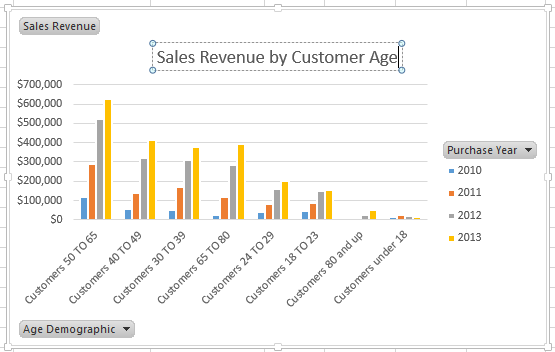 Sales Revenue
Sales Revenue by Customer Age
$700,000
$600,000
$500,000
$400,000
$300,000
$200,000
$100,000
$0
Customers 50 TO 65
Customers 40 TO 49
Customers 30 TO 39
Customers 65 TO 80
Customers 24 TO 29
Customers 18 TO 23
Customers 80 and up
Customers under 18
Purchase Year
2010
2011
2012
2013
Age Demographic